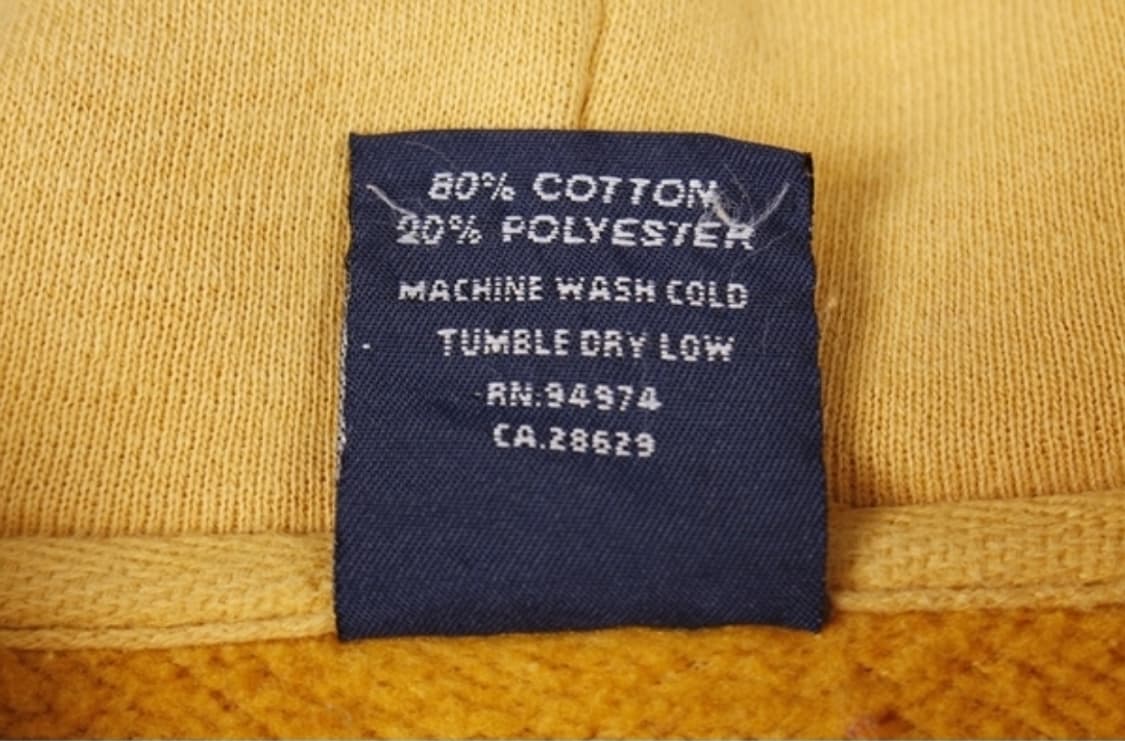 80% COTTON
20% POLYESTER
MACHINE WASH COLD
TUMBLE DRY LOW
RN:94974
CA.28629